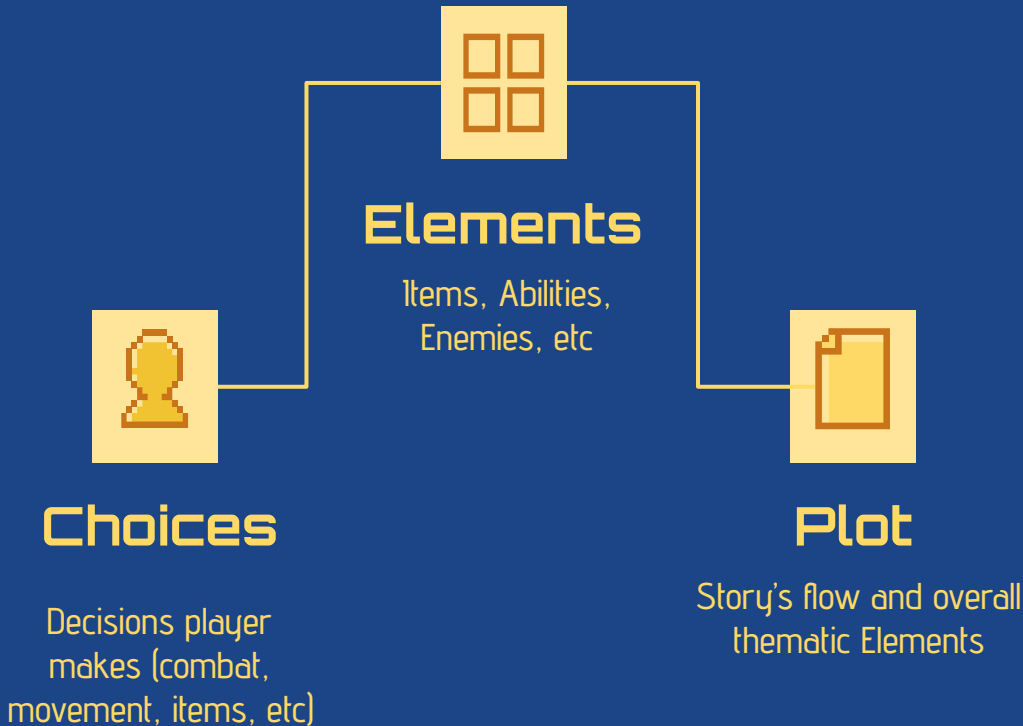 Elements
Items, Abilities,
Enemies, etc
Choices
Decisions player
makes (combat,
movement, items, etc)
Plot
Story's flow and overall
thematic Elements